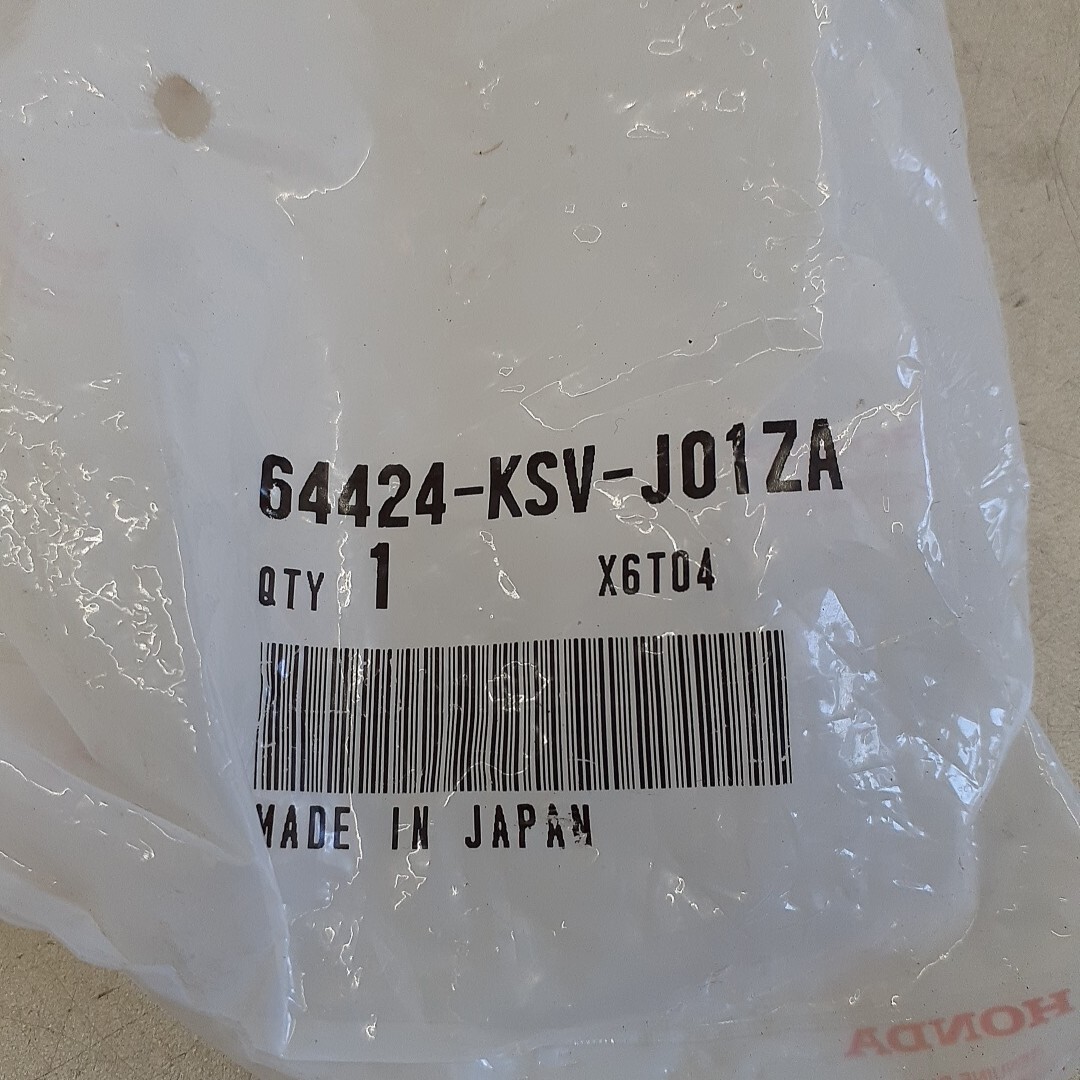 64424-KSV-J01ZA
QTY 1 X6T04
MADE IN JAPAN
HONDA